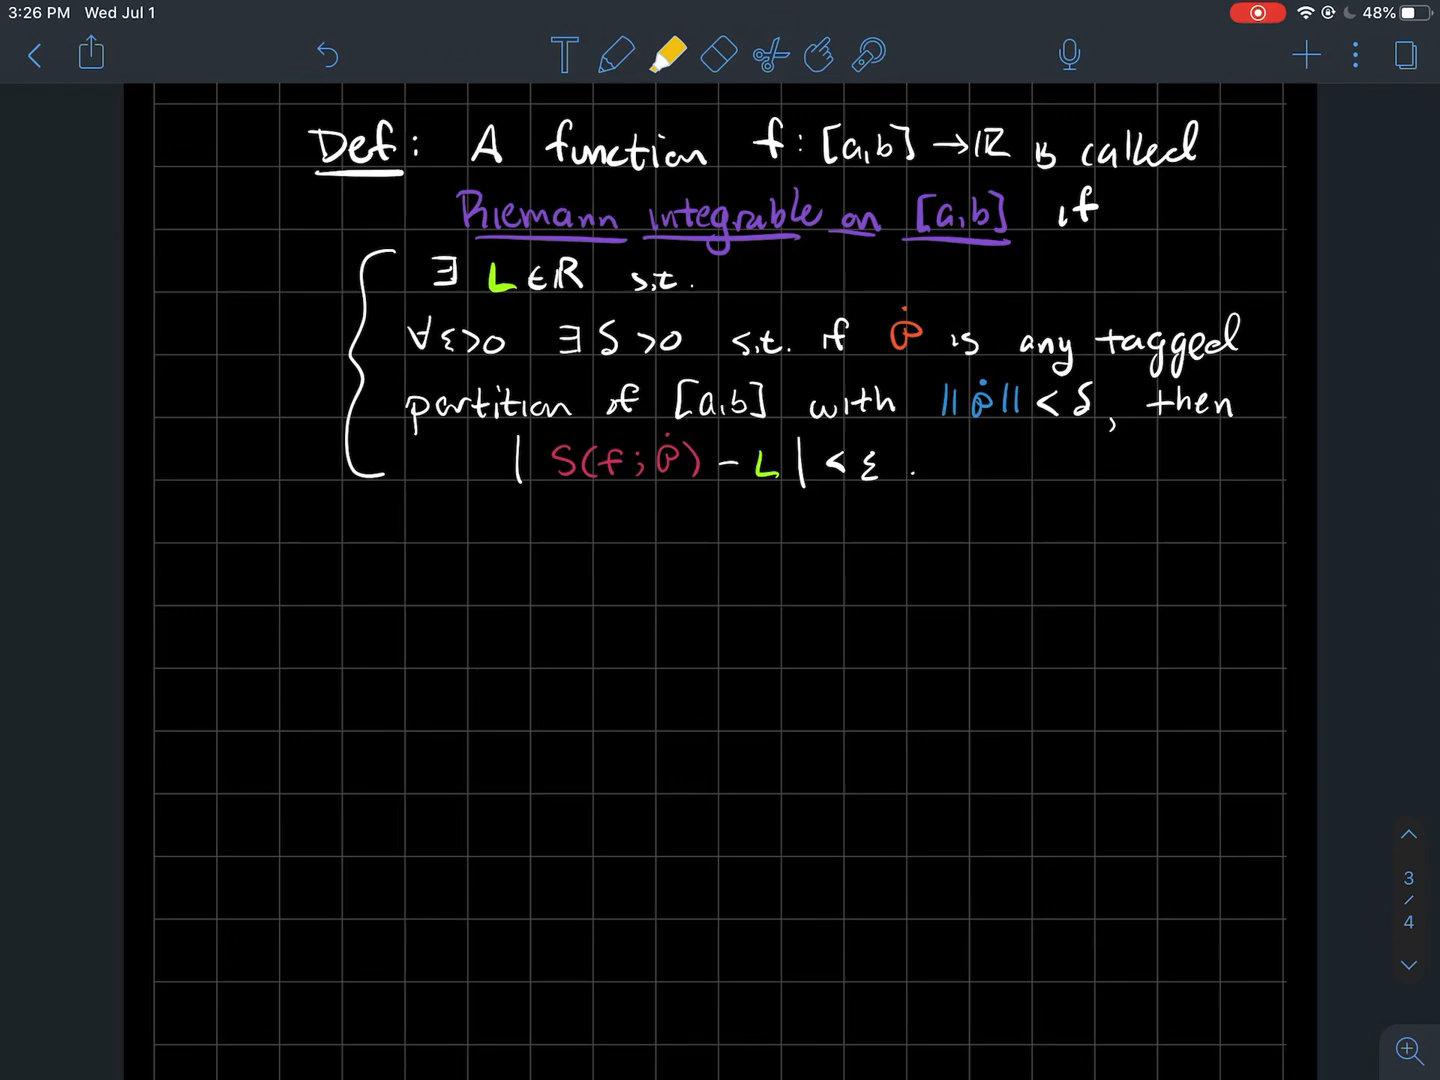 3:26 PM Wed Jul 1 48%
T
Def: A function f: [a,b] → ℝ is called
Riemann integrable on [a,b] if
∃ L ∈ ℝ s.t.
∀ε>0 ∃ δ >0 s.t. if Ṗ is any tagged
partition of [a,b] with ||Ṗ|| < δ, then
| S(f; Ṗ) - L | < ε .
3
/
4